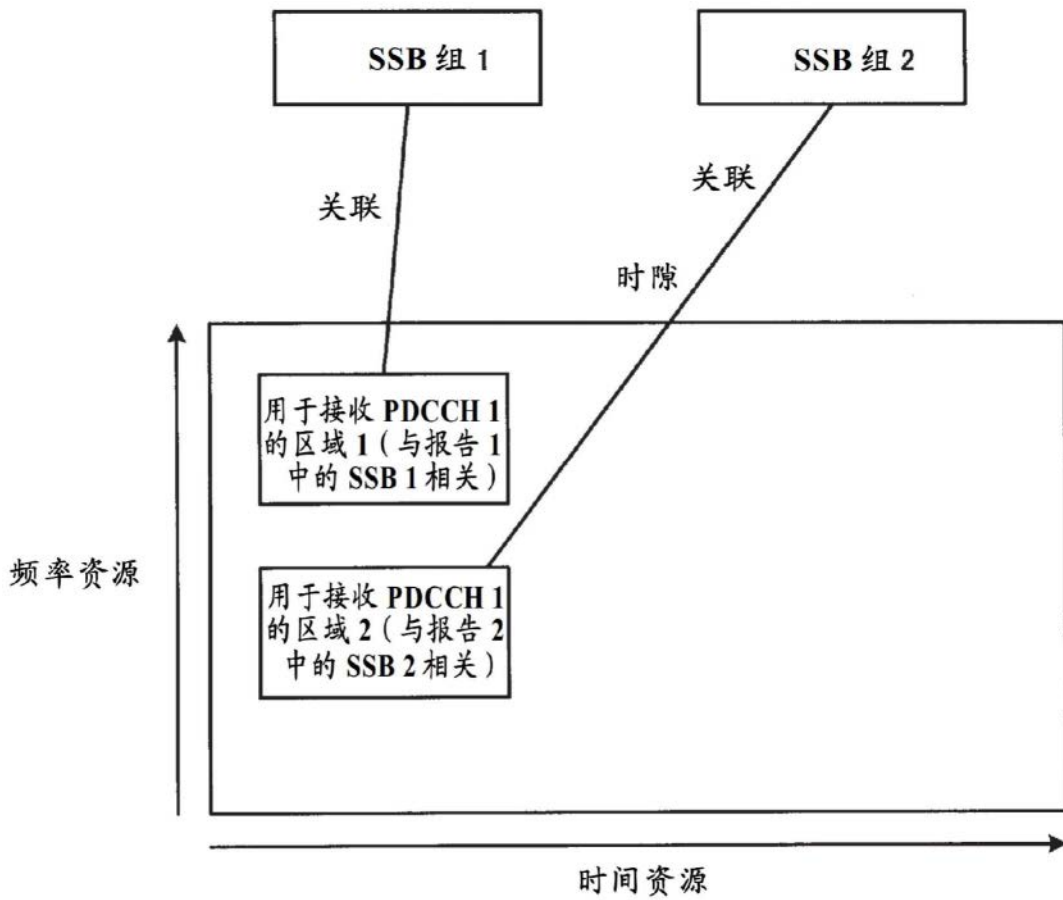 SSB 组 1
SSB 组 2
关联
关联
时隙
用于接收 PDCCH 1
的区域 1（与报告 1
中的 SSB 1 相关）
频率资源
用于接收 PDCCH 1
的区域 2（与报告 2
中的 SSB 2 相关）
时间资源